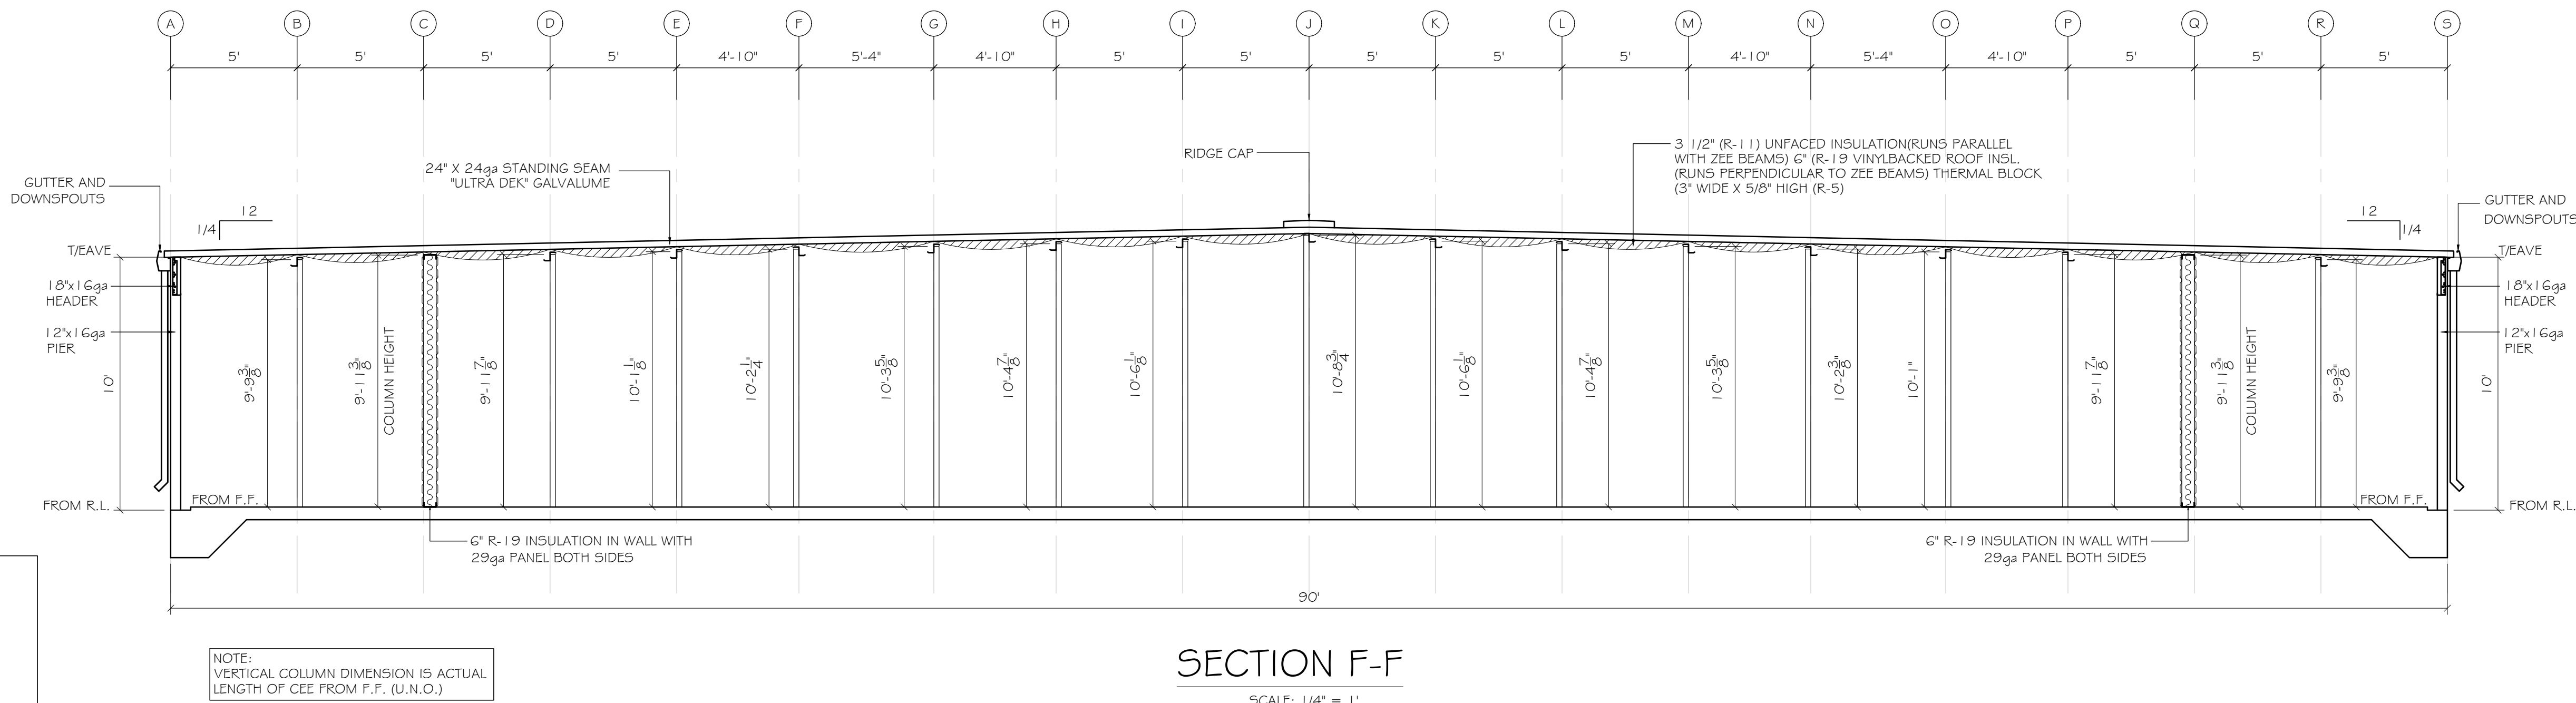 A B C D E F G H I J K L M N O P Q R S
5' 5' 5' 5' 4'-10" 5'-4" 4'-10" 5' 5' 5' 5' 5' 4'-10" 5'-4" 4'-10" 5' 5' 5'
24" X 24ga STANDING SEAM
"ULTRA DEK" GALVALUME
RIDGE CAP
3 1/2" (R-11) UNFACED INSULATION(RUNS PARALLEL
WITH ZEE BEAMS) 6" (R-19 VINYLBACKED ROOF INSL.
(RUNS PERPENDICULAR TO ZEE BEAMS) THERMAL BLOCK
(3" WIDE X 5/8" HIGH (R-5)
GUTTER AND
DOWNSPOUTS
12
1/4
T/EAVE
18"x16ga
HEADER
12"x16ga
PIER
10'
FROM R.L.
FROM F.F.
GUTTER AND
DOWNSPOUTS
12
1/4
T/EAVE
18"x16ga
HEADER
12"x16ga
PIER
10'
FROM R.L.
FROM F.F.
9'-9 3/8"
9'-11 3/8"
COLUMN HEIGHT
9'-11 7/8"
10'-1 1/8"
10'-2 1/4"
10'-3 5/8"
10'-4 7/8"
10'-6 1/8"
10'-8 3/4"
10'-6 1/8"
10'-4 7/8"
10'-3 5/8"
10'-2 3/8"
10'-1"
9'-11 7/8"
9'-11 3/8"
COLUMN HEIGHT
9'-9 3/8"
6" R-19 INSULATION IN WALL WITH
29ga PANEL BOTH SIDES
6" R-19 INSULATION IN WALL WITH
29ga PANEL BOTH SIDES
90'
NOTE:
VERTICAL COLUMN DIMENSION IS ACTUAL
LENGTH OF CEE FROM F.F. (U.N.O.)
SECTION F-F
SCALE: 1/4" = 1'